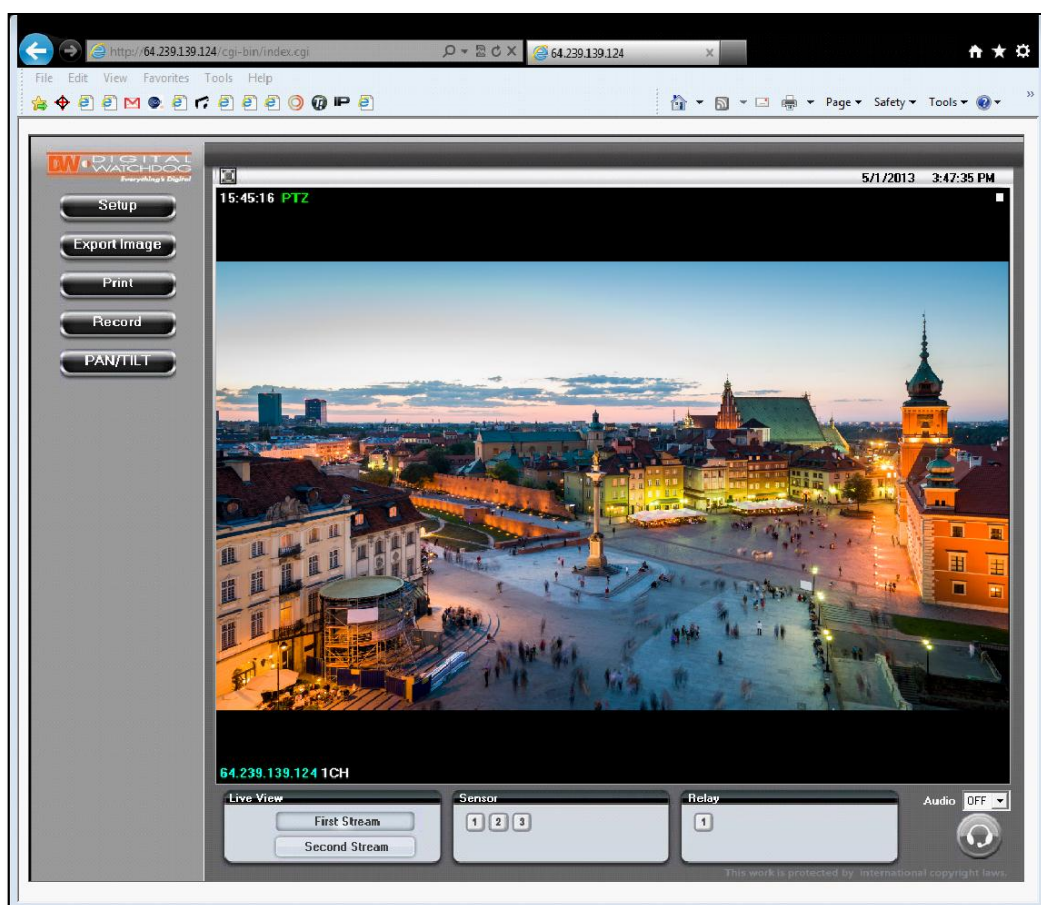 http://64.239.139.124/cgi-bin/index.cgi
64.239.139.124
File Edit View Favorites Tools Help
Page Safety Tools
DW DIGITAL
WATCHDOG
Everything's Digital
5/1/2013 3:47:35 PM
Setup
15:45:16 PTZ
Export Image
Print
Record
PAN/TILT
64.239.139.124 1CH
Live View
Sensor
Relay
Audio OFF
First Stream
1 2 3
1
Second Stream
This work is protected by international copyright laws.